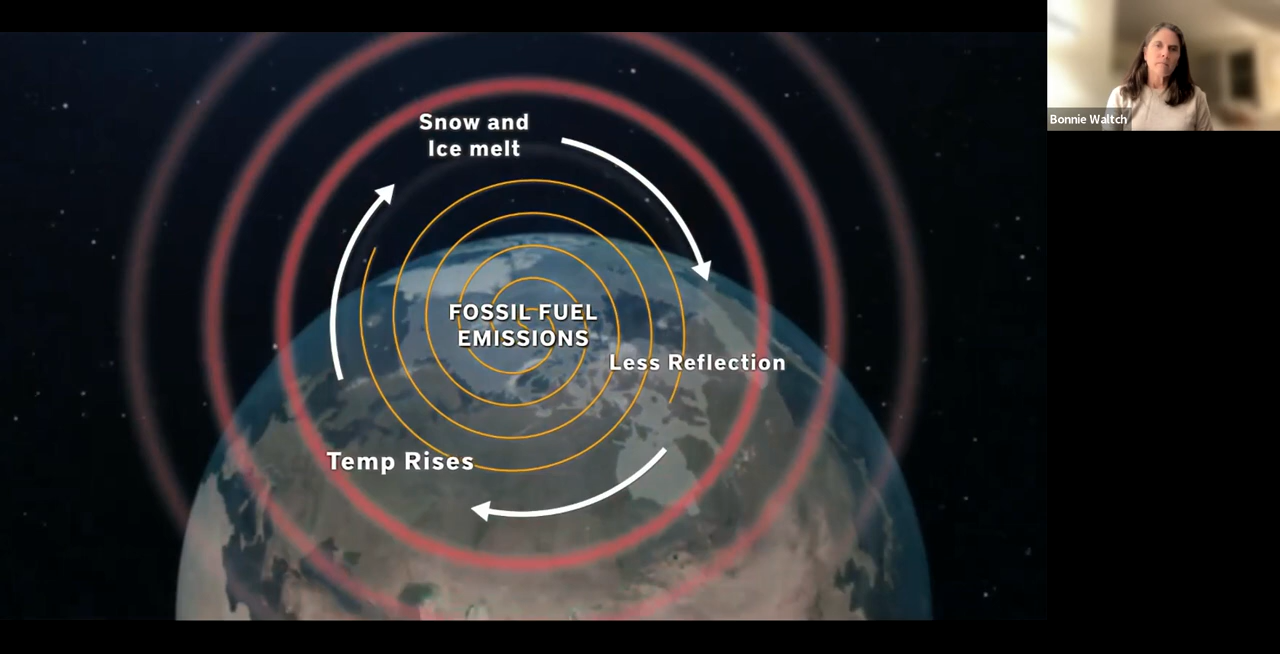 Snow and
Ice melt
FOSSIL FUEL
EMISSIONS
Less Reflection
Temp Rises
Bonnie Waltch